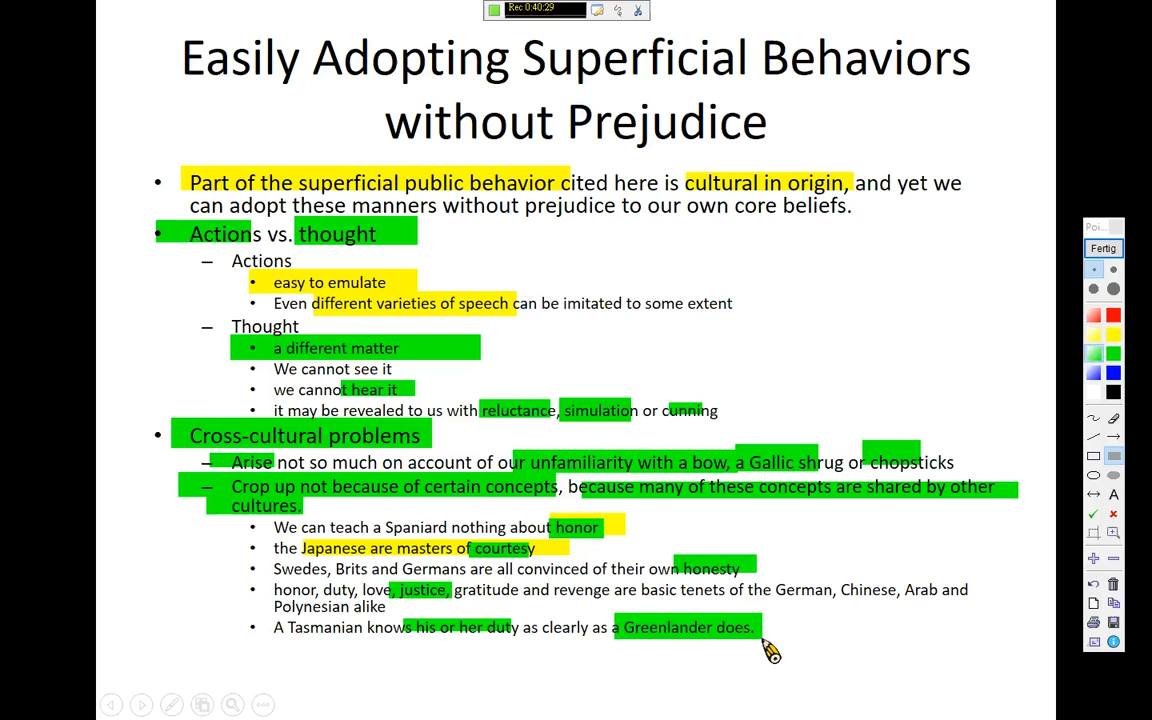 Rec 0:40:29
Easily Adopting Superficial Behaviors
without Prejudice
• Part of the superficial public behavior cited here is cultural in origin, and yet we
can adopt these manners without prejudice to our own core beliefs.
• Actions vs. thought
– Actions
• easy to emulate
• Even different varieties of speech can be imitated to some extent
– Thought
• a different matter
• We cannot see it
• we cannot hear it
• it may be revealed to us with reluctance, simulation or cunning
• Cross-cultural problems
– Arise not so much on account of our unfamiliarity with a bow, a Gallic shrug or chopsticks
– Crop up not because of certain concepts, because many of these concepts are shared by other
cultures.
• We can teach a Spaniard nothing about honor
• the Japanese are masters of courtesy
• Swedes, Brits and Germans are all convinced of their own honesty
• honor, duty, love, justice, gratitude and revenge are basic tenets of the German, Chinese, Arab and
Polynesian alike
• A Tasmanian knows his or her duty as clearly as a Greenlander does.
Poi...
Fertig
A